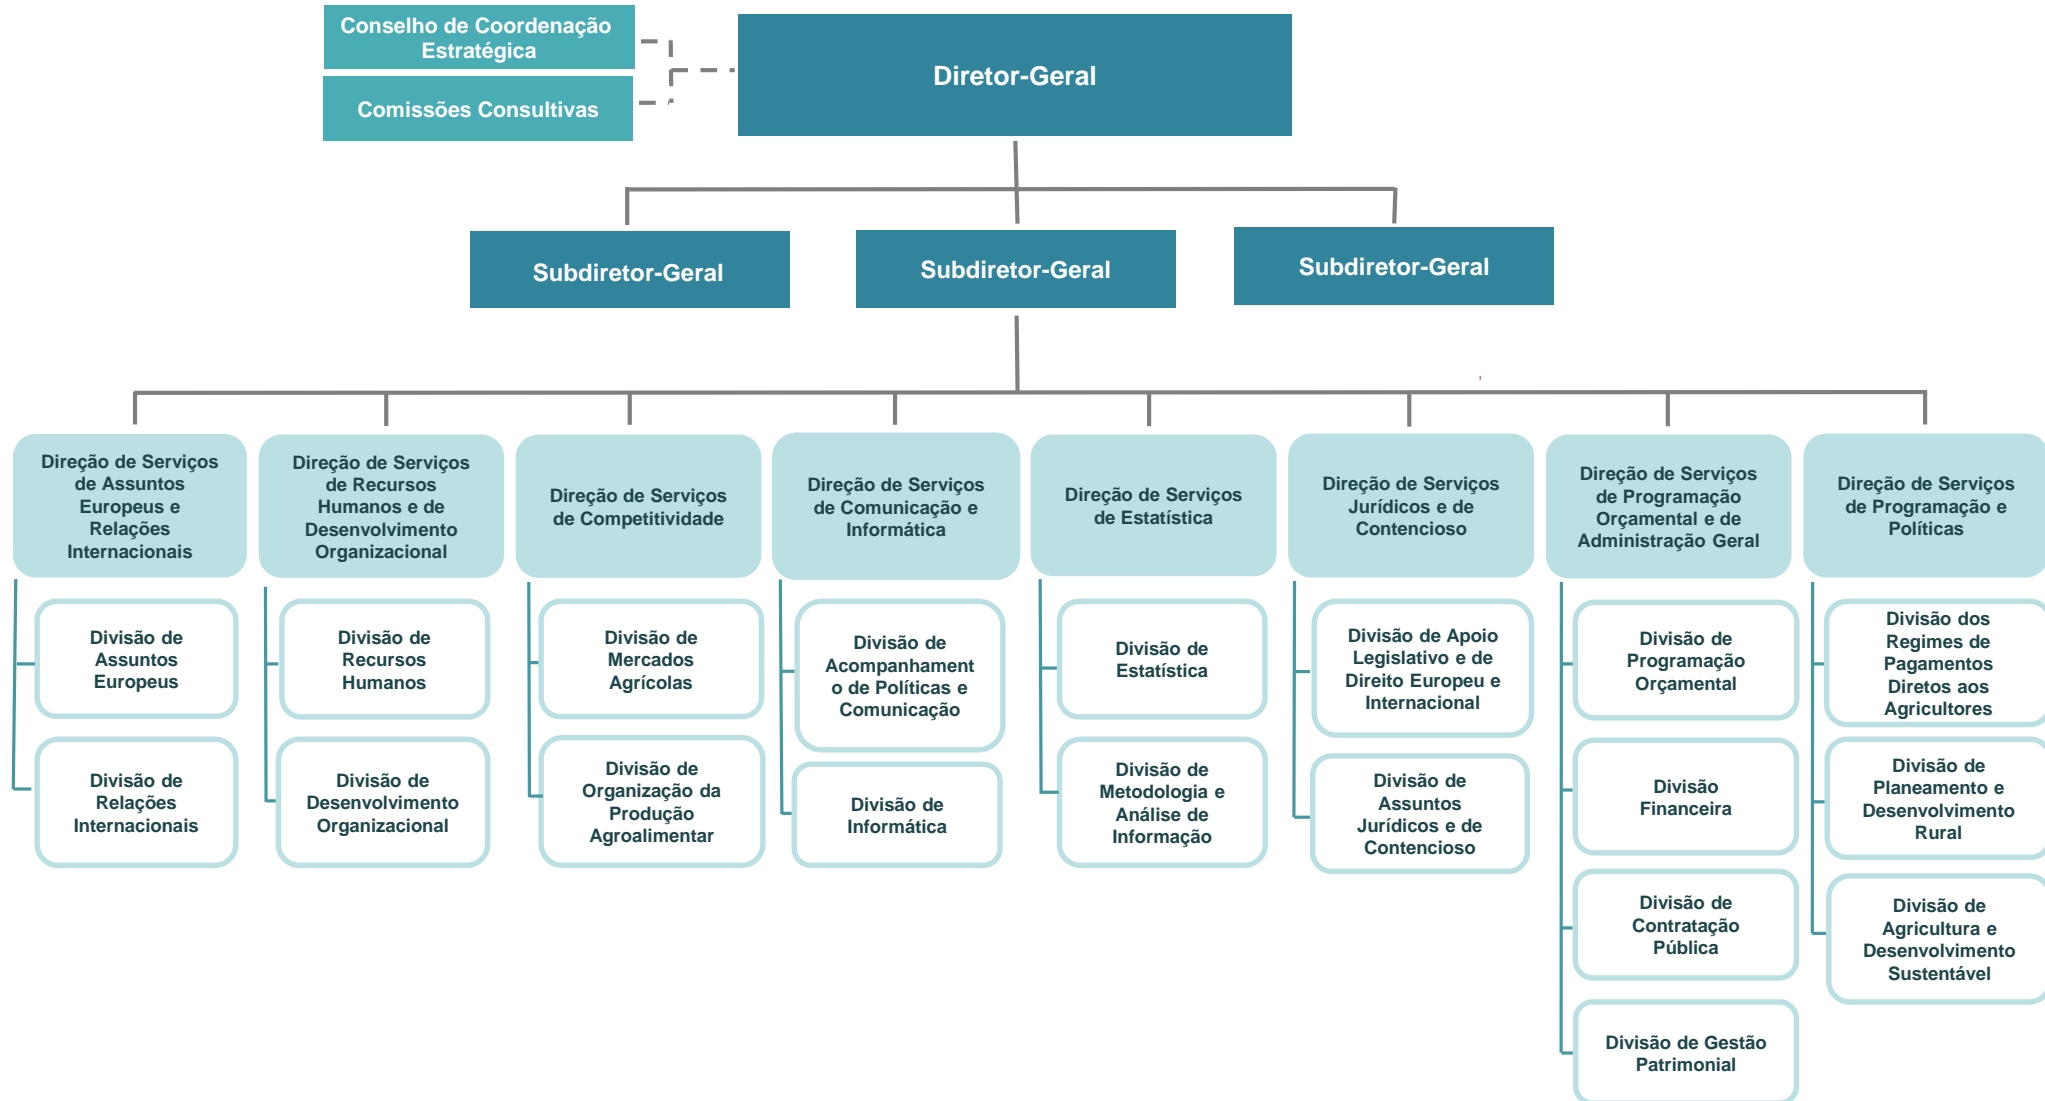 Conselho de Coordenação
Estratégica
Comissões Consultivas
Diretor-Geral
Subdiretor-Geral
Subdiretor-Geral
Subdiretor-Geral
Direção de Serviços
de Assuntos
Europeus e
Relações
Internacionais
Direção de Serviços
de Recursos
Humanos e de
Desenvolvimento
Organizacional
Direção de Serviços
de Competitividade
Direção de Serviços
de Comunicação e
Informática
Direção de Serviços
de Estatística
Direção de Serviços
Jurídicos e de
Contencioso
Direção de Serviços
de Programação
Orçamental e de
Administração Geral
Direção de Serviços
de Programação e
Políticas
Divisão de
Assuntos
Europeus
Divisão de
Recursos
Humanos
Divisão de
Mercados
Agrícolas
Divisão de
Acompanhament
o de Políticas e
Comunicação
Divisão de
Estatística
Divisão de Apoio
Legislativo e de
Direito Europeu e
Internacional
Divisão de
Programação
Orçamental
Divisão dos
Regimes de
Pagamentos
Diretos aos
Agricultores
Divisão de
Relações
Internacionais
Divisão de
Desenvolvimento
Organizacional
Divisão de
Organização da
Produção
Agroalimentar
Divisão de
Informática
Divisão de
Metodologia e
Análise de
Informação
Divisão de
Assuntos
Jurídicos e de
Contencioso
Divisão
Financeira
Divisão de
Planeamento e
Desenvolvimento
Rural
Divisão de
Contratação
Pública
Divisão de
Agricultura e
Desenvolvimento
Sustentável
Divisão de Gestão
Patrimonial